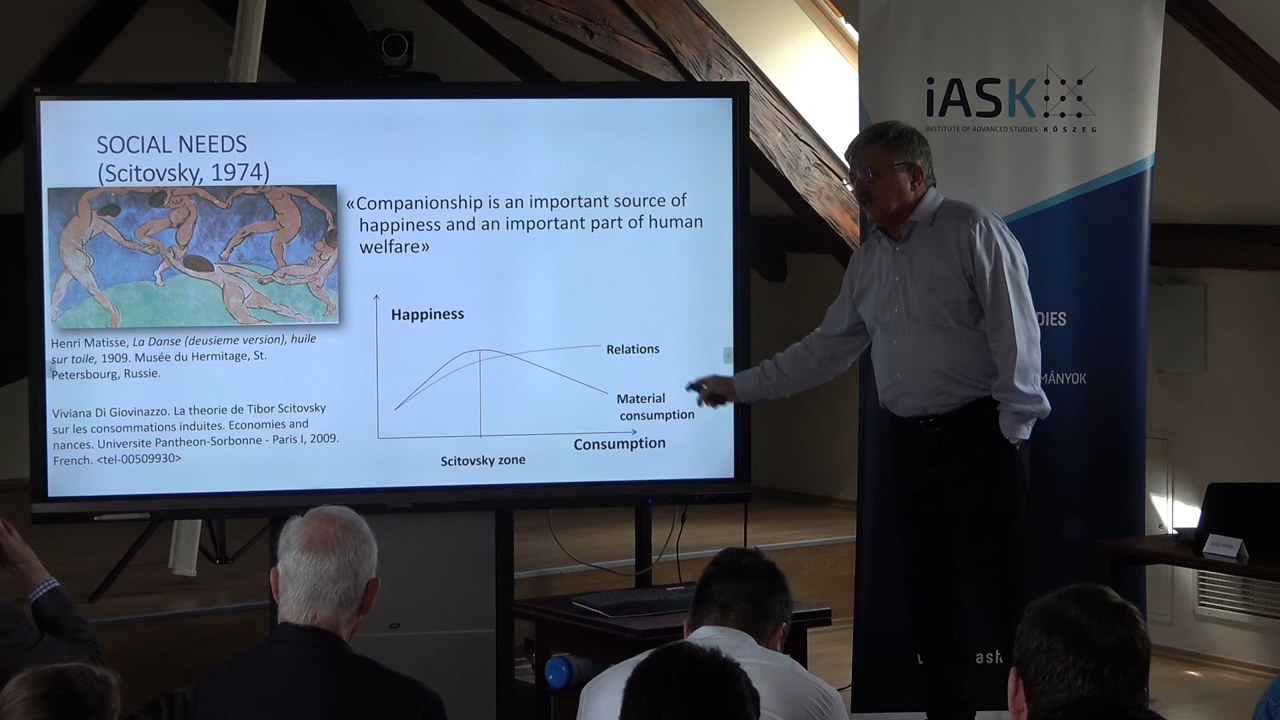 SOCIAL NEEDS
(Scitovsky, 1974)
«Companionship is an important source of
happiness and an important part of human
welfare»
Henri Matisse, La Danse (deusieme version), huile
sur toile, 1909. Musée du Hermitage, St.
Petersbourg, Russie.
Viviana Di Giovinazzo. La theorie de Tibor Scitovsky
sur les consommations induites. Economies and
nances. Universite Pantheon-Sorbonne - Paris I, 2009.
French. <tel-00509930>
Happiness
Relations
Material
consumption
Consumption
Scitovsky zone
iASK
INSTITUTE OF ADVANCED STUDIES KŐSZEG
DIES
MÁNYOK
ask